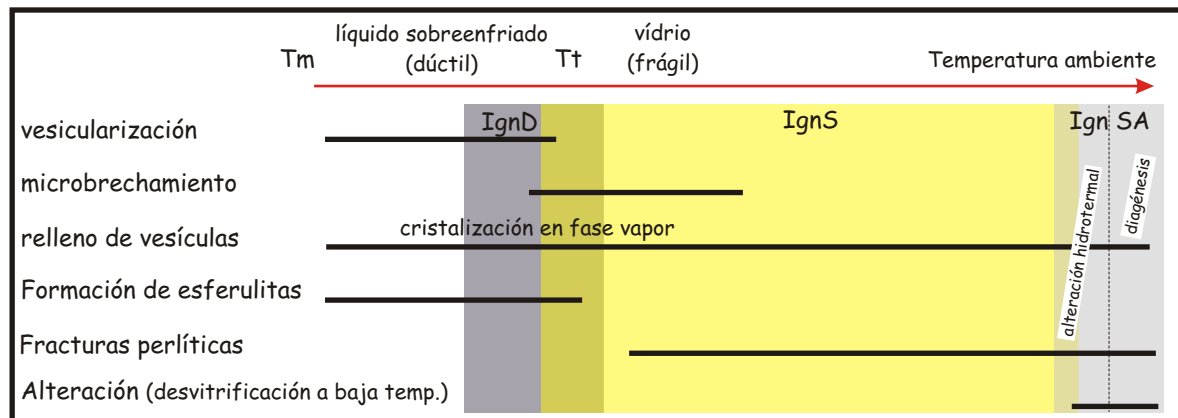 líquido sobreenfriado
(dúctil)
vídrio
(frágil)
Tm
Tt
Temperatura ambiente
IgnD
IgnS
Ign SA
vesicularización
microbrechamiento
relleno de vesículas
cristalización en fase vapor
Formación de esferulitas
Fracturas perlíticas
Alteración (desvitrificación a baja temp.)
alteración hidrotermal
diagénesis